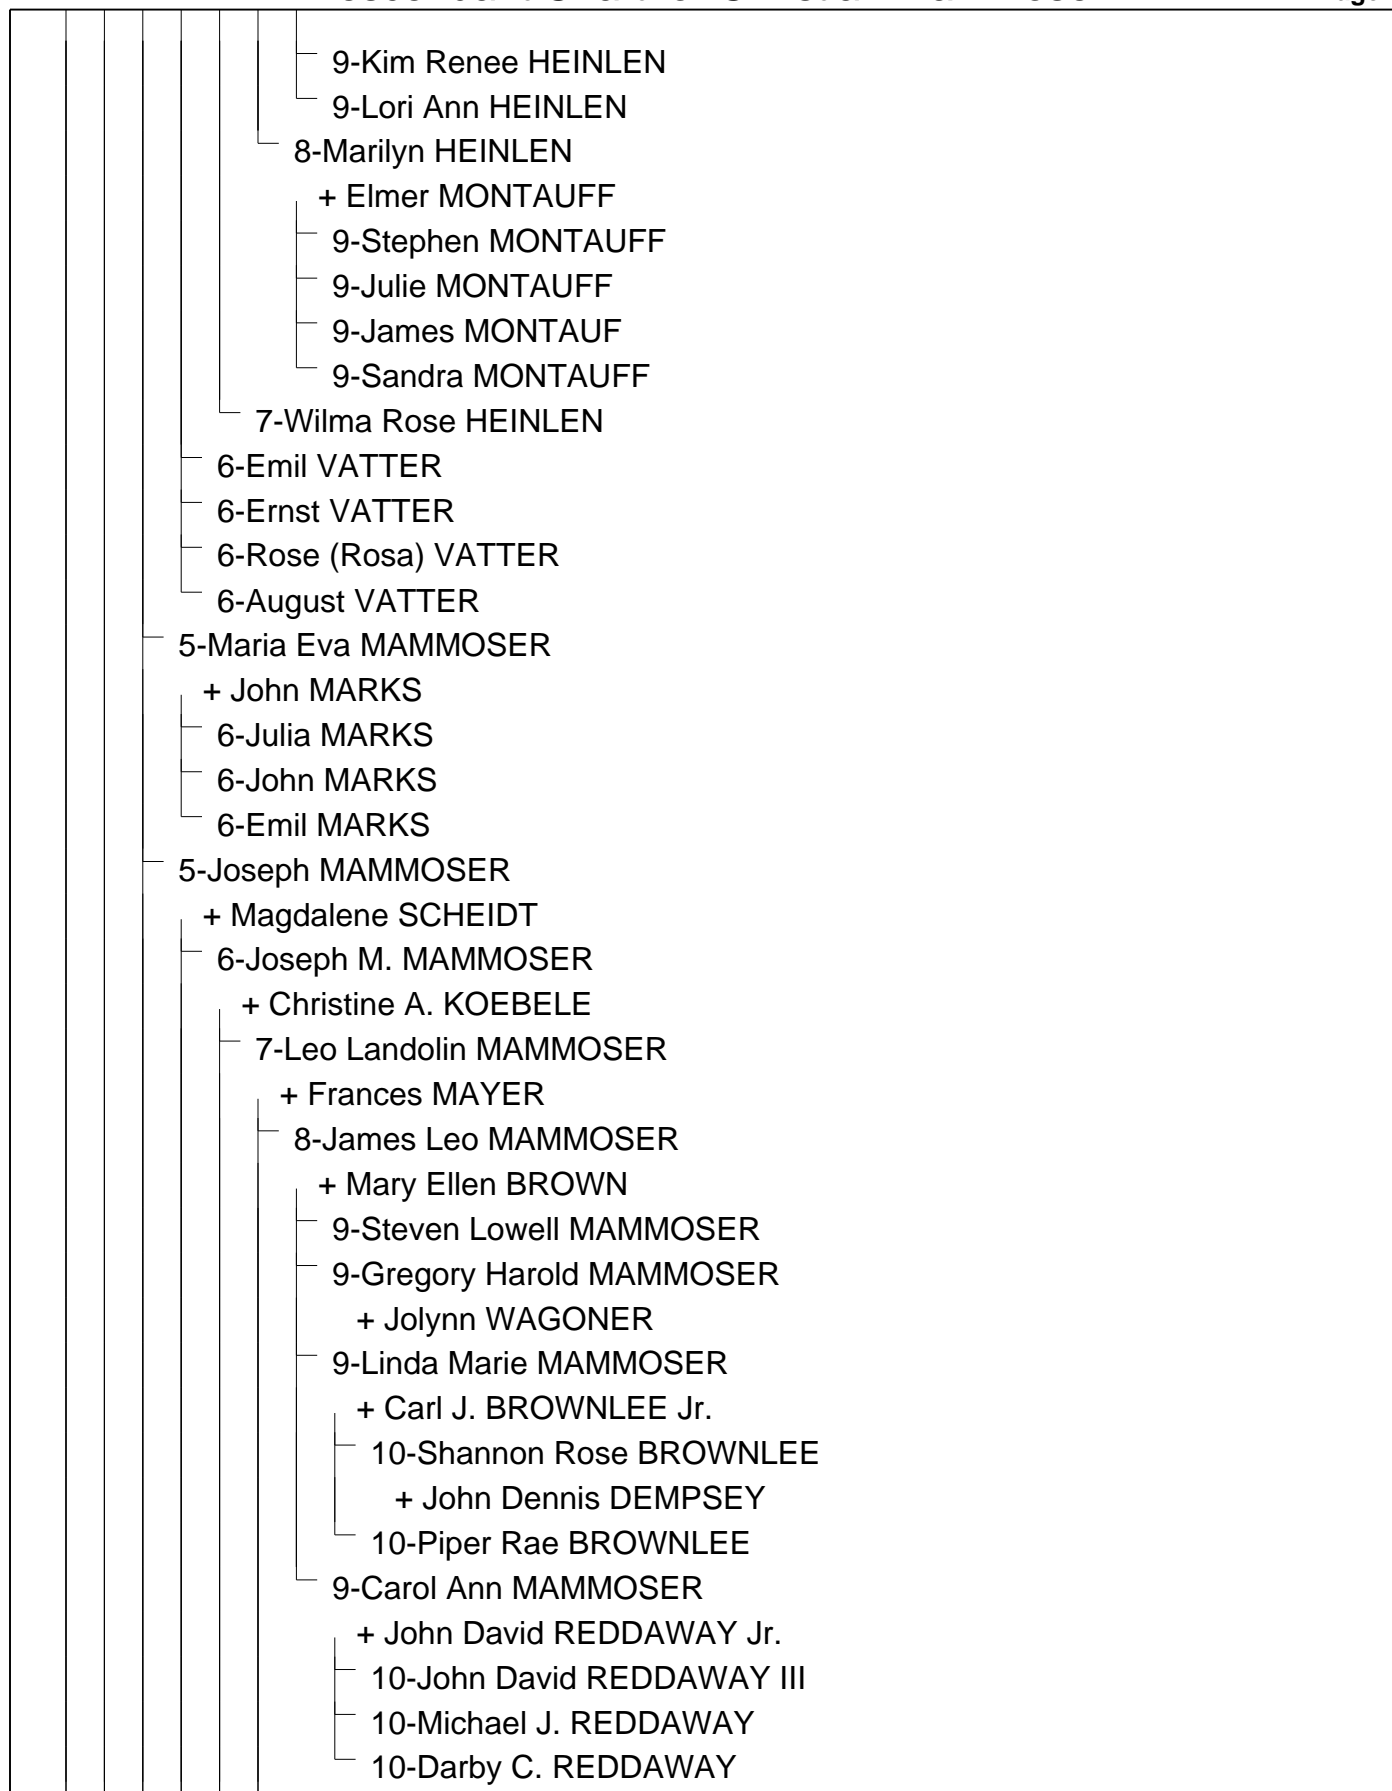 9-Kim Renee HEINLEN
9-Lori Ann HEINLEN
8-Marilyn HEINLEN
+ Elmer MONTAUFF
9-Stephen MONTAUFF
9-Julie MONTAUFF
9-James MONTAUF
9-Sandra MONTAUFF
7-Wilma Rose HEINLEN
6-Emil VATTER
6-Ernst VATTER
6-Rose (Rosa) VATTER
6-August VATTER
5-Maria Eva MAMMOSER
+ John MARKS
6-Julia MARKS
6-John MARKS
6-Emil MARKS
5-Joseph MAMMOSER
+ Magdalene SCHEIDT
6-Joseph M. MAMMOSER
+ Christine A. KOEBELE
7-Leo Landolin MAMMOSER
+ Frances MAYER
8-James Leo MAMMOSER
+ Mary Ellen BROWN
9-Steven Lowell MAMMOSER
9-Gregory Harold MAMMOSER
+ Jolynn WAGONER
9-Linda Marie MAMMOSER
+ Carl J. BROWNLEE Jr.
10-Shannon Rose BROWNLEE
+ John Dennis DEMPSEY
10-Piper Rae BROWNLEE
9-Carol Ann MAMMOSER
+ John David REDDAWAY Jr.
10-John David REDDAWAY III
10-Michael J. REDDAWAY
10-Darby C. REDDAWAY